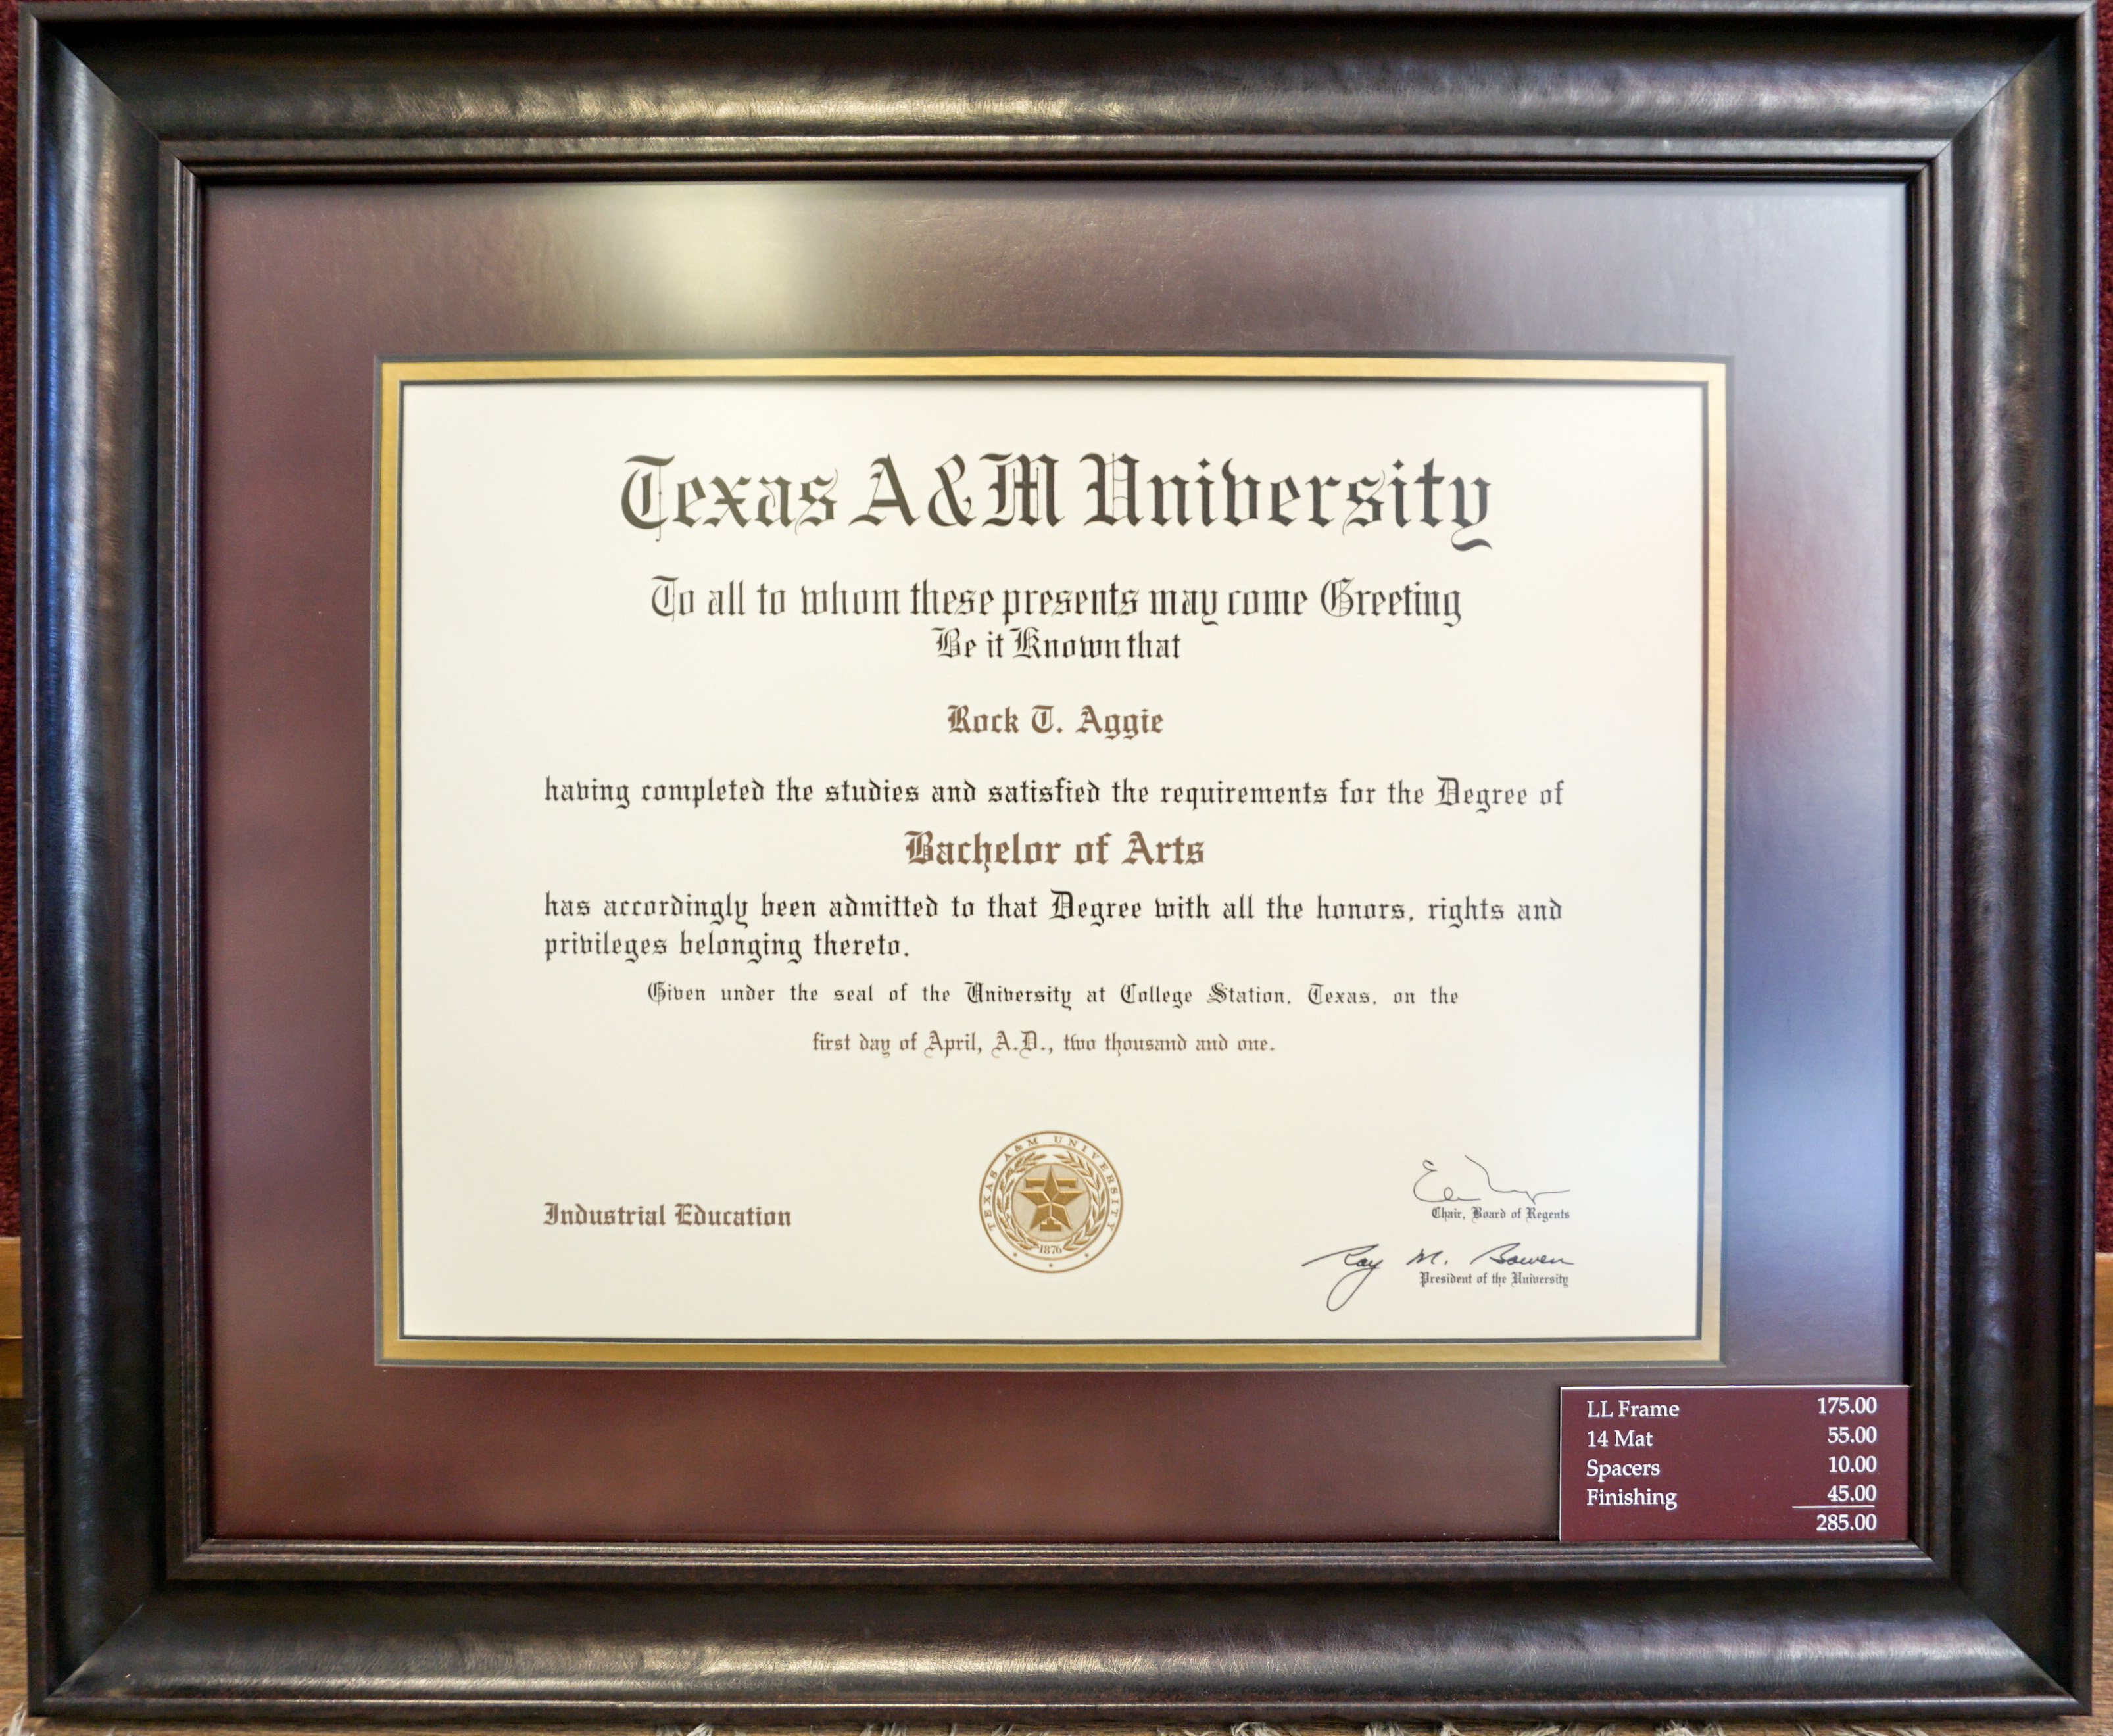 Texas A&M University
To all to whom these presents may come Greeting
Be it Known that
Rock T. Aggie
having completed the studies and satisfied the requirements for the Degree of
Bachelor of Arts
has accordingly been admitted to that Degree with all the honors, rights and
privileges belonging thereto.
Given under the seal of the University at College Station, Texas, on the
first day of April, A.D., two thousand and one.
Industrial Education
TEXAS A&M UNIVERSITY
1876
Chair, Board of Regents
Ray M. Bowen
President of the University
LL Frame 175.00
14 Mat 55.00
Spacers 10.00
Finishing 45.00
285.00